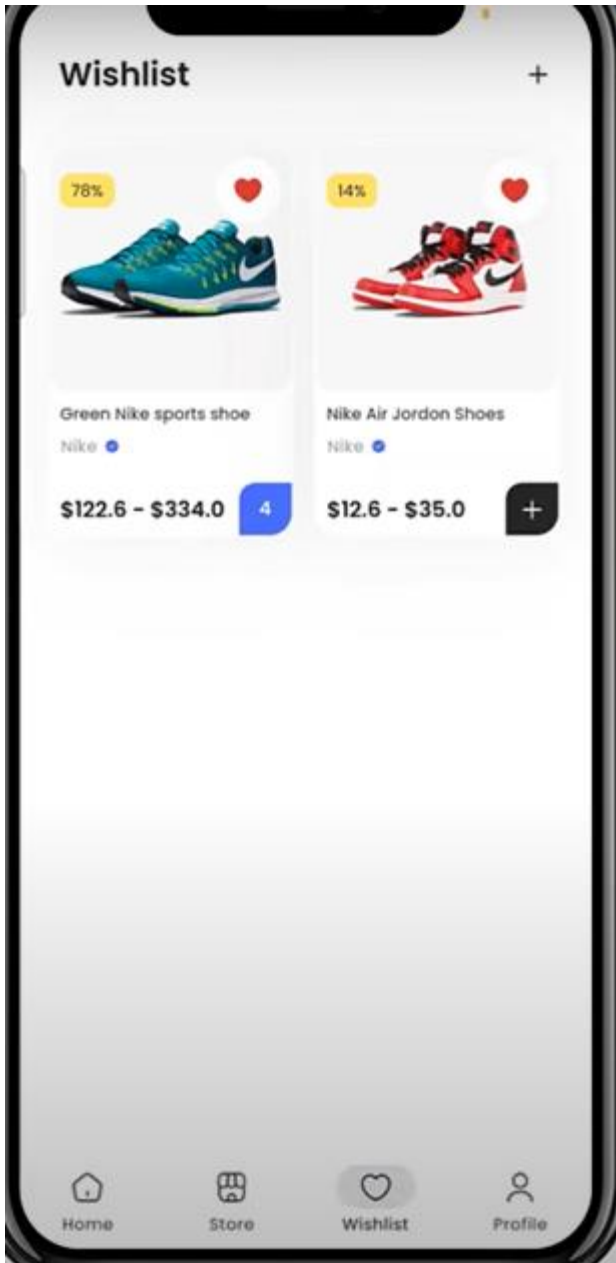 Wishlist
+
78%
14%
Green Nike sports shoe
Nike Air Jordon Shoes
Nike
Nike
$122.6 - $334.0
4
$12.6 - $35.0
+
Home
Store
Wishlist
Profile